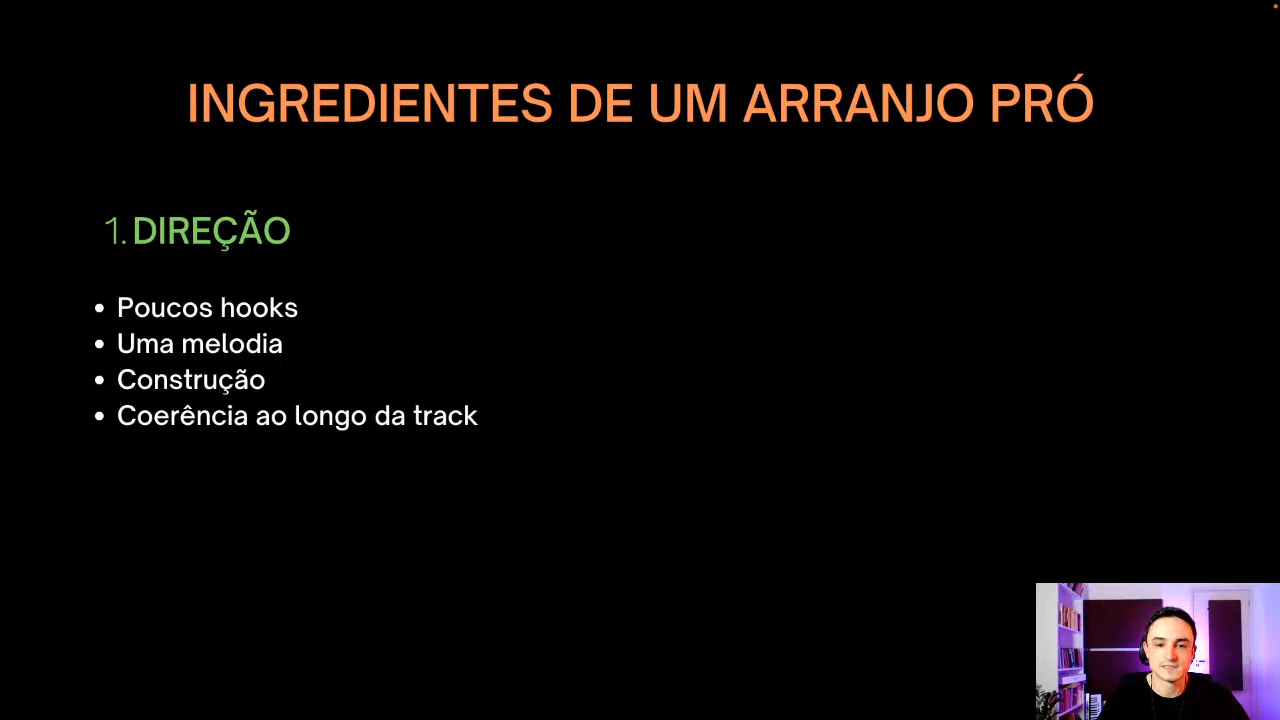 INGREDIENTES DE UM ARRANJO PRÓ
1. DIREÇÃO
• Poucos hooks
• Uma melodia
• Construção
• Coerência ao longo da track